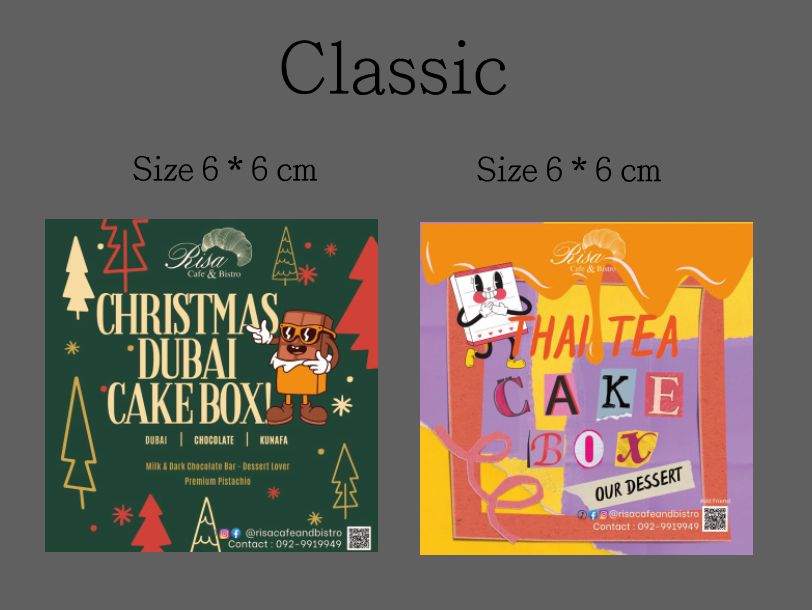 Classic
Size 6 * 6 cm
Size 6 * 6 cm
Risa
Cafe & Bistro
CHRISTMAS
DUBAI
CAKE BOX!
DUBAI | CHOCOLATE | KUNAFA
Milk & Dark Chocolate Bar - Dessert Lover
Premium Pistachio
@risacafeandbistro
Contact : 092-9919949
Risa
Cafe & Bistro
THAI TEA
CAKE
BOX
OUR DESSERT
Add Friend
@risacafeandbistro
Contact : 092-9919949